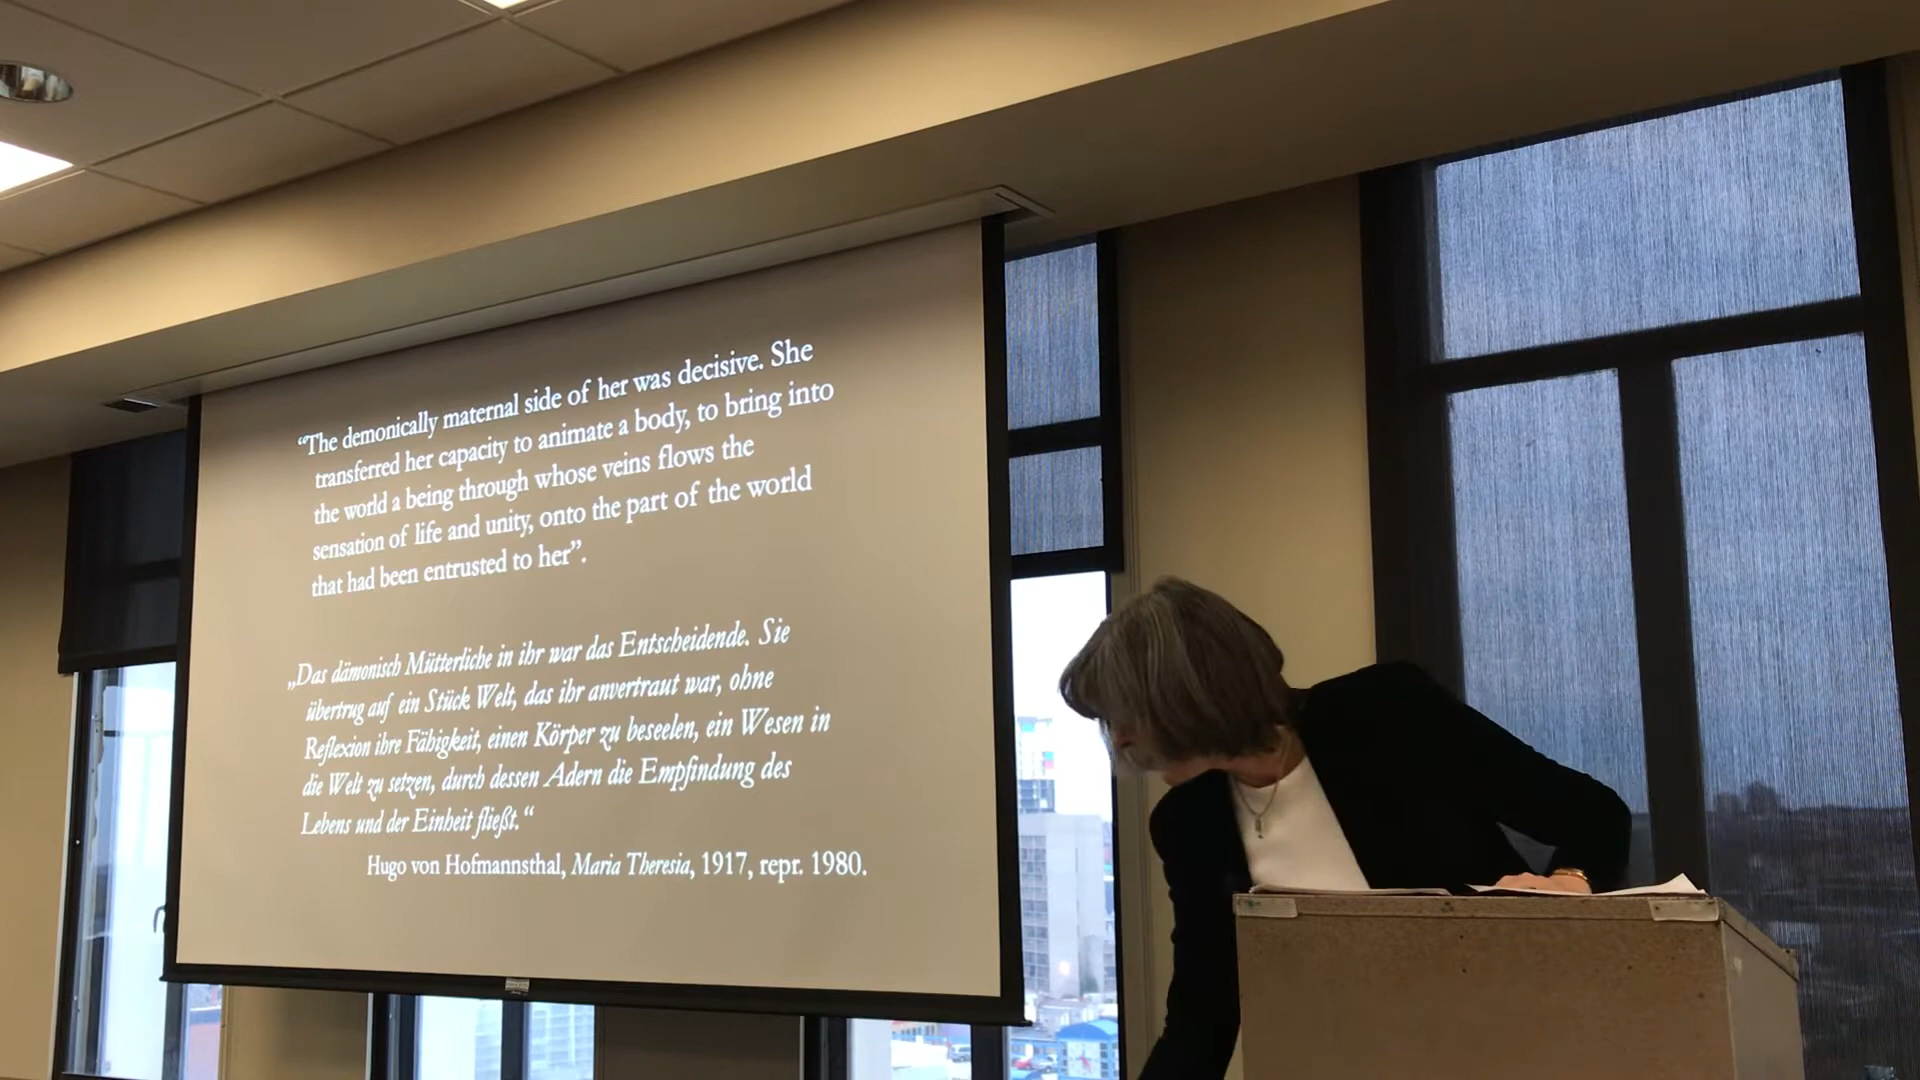 “The demonically maternal side of her was decisive. She
transferred her capacity to animate a body, to bring into
the world a being through whose veins flows the
sensation of life and unity, onto the part of the world
that had been entrusted to her”.
„Das dämonisch Mütterliche in ihr war das Entscheidende. Sie
übertrug auf ein Stück Welt, das ihr anvertraut war, ohne
Reflexion ihre Fähigkeit, einen Körper zu beseelen, ein Wesen in
die Welt zu setzen, durch dessen Adern die Empfindung des
Lebens und der Einheit fließt.“
Hugo von Hofmannsthal, Maria Theresia, 1917, repr. 1980.